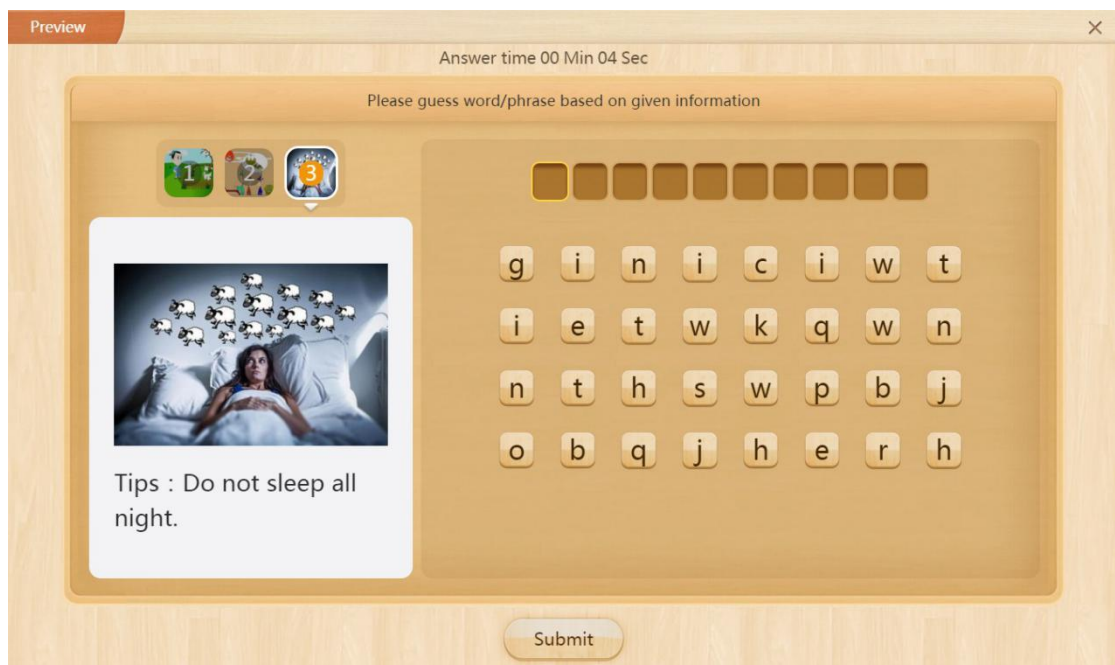 Preview
Answer time 00 Min 04 Sec
Please guess word/phrase based on given information
1 2 3
g i n i c i w t
i e t w k q w n
n t h s w p b j
o b q j h e r h
Tips : Do not sleep all
night.
Submit